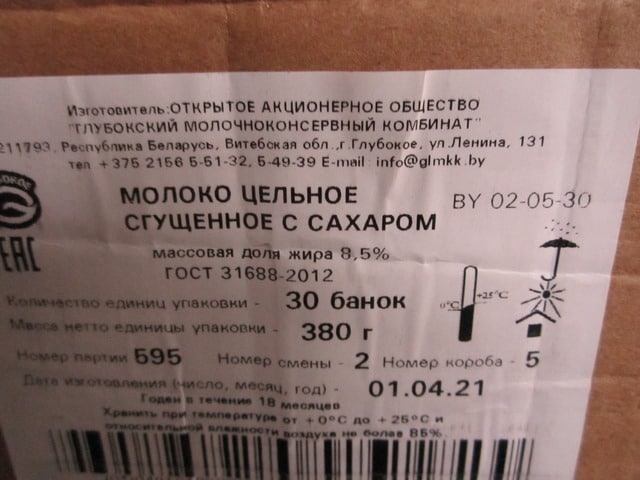 Изготовитель:ОТКРЫТОЕ АКЦИОНЕРНОЕ ОБЩЕСТВО
"ГЛУБОКСКИЙ МОЛОЧНОКОНСЕРВНЫЙ КОМБИНАТ"
211793, Республика Беларусь, Витебская обл.,г.Глубокое, ул.Ленина, 131
тел +375 2156 5-51-32, 5-49-39 E-mail: info@glmkk.by
МОЛОКО ЦЕЛЬНОЕ
СГУЩЕННОЕ С САХАРОМ
BY 02-05-30
EAC
массовая доля жира 8,5%
ГОСТ 31688-2012
0°C +25°C
Количество единиц упаковки - 30 банок
Масса нетто единицы упаковки - 380 г
Номер партии 595 Номер смены - 2 Номер короба - 5
Дата изготовления (число, месяц, год) - 01.04.21
Годен в течение 18 месяцев
Хранить при температуре от +0°С до +25°С и
относительной влажности воздуха не более 85%.